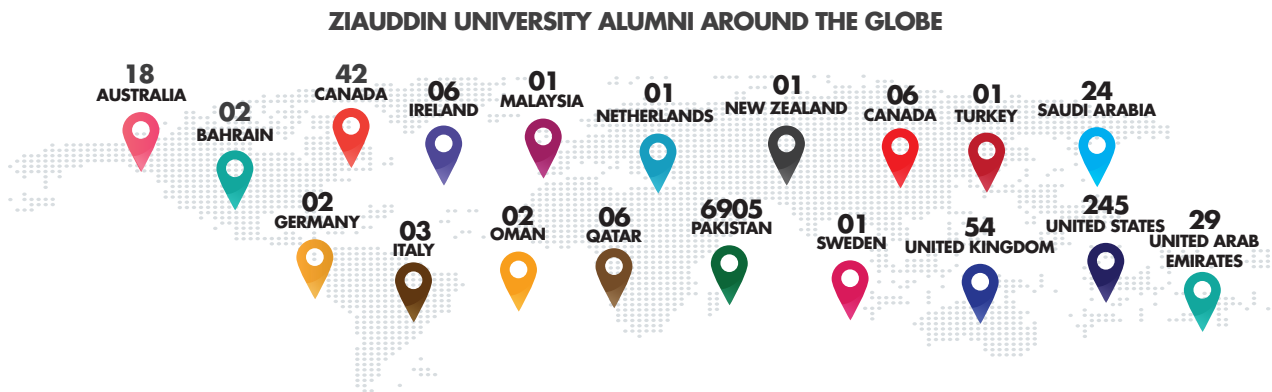 ZIAUDDIN UNIVERSITY ALUMNI AROUND THE GLOBE
18
AUSTRALIA
02
BAHRAIN
42
CANADA
06
IRELAND
01
MALAYSIA
01
NETHERLANDS
01
NEW ZEALAND
06
CANADA
01
TURKEY
24
SAUDI ARABIA
02
GERMANY
03
ITALY
02
OMAN
06
QATAR
6905
PAKISTAN
01
SWEDEN
54
UNITED KINGDOM
245
UNITED STATES
29
UNITED ARAB
EMIRATES